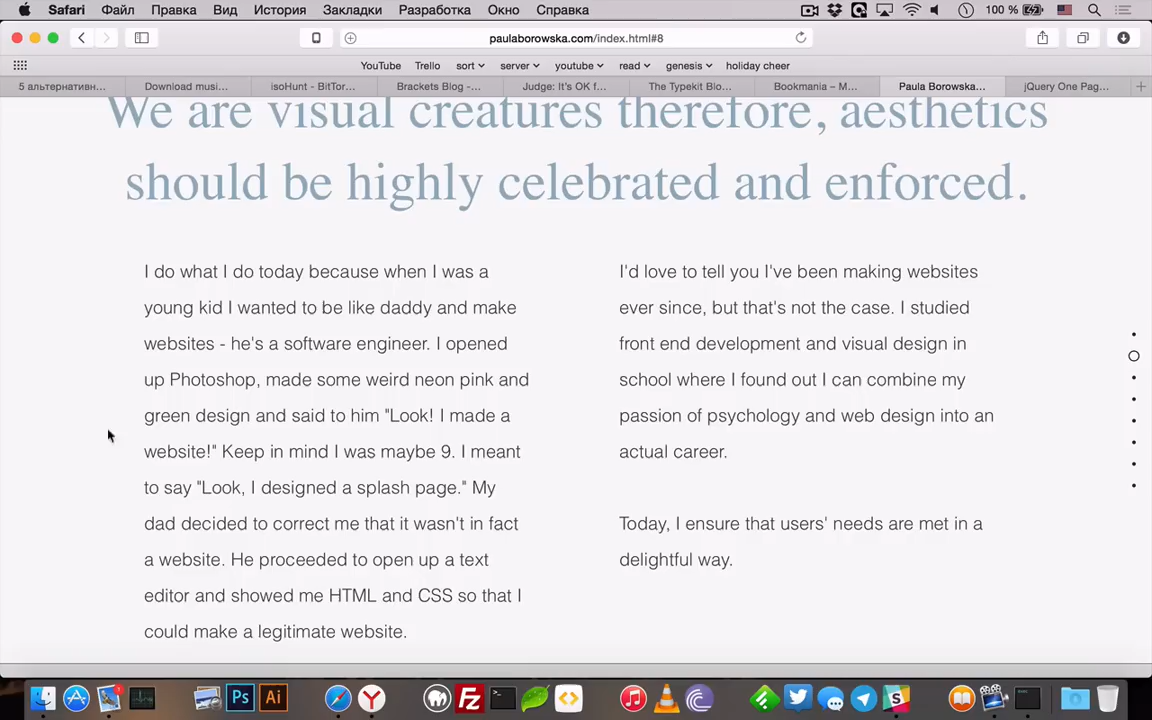 Safari Файл Правка Вид История Закладки Разработка Окно Справка 100 %
paulaborowska.com/index.html#8
YouTube Trello sort server youtube read genesis holiday cheer
5 альтернативн... Download musi... isoHunt - BitTor... Brackets Blog -... Judge: It's OK f... The Typekit Blo... Bookmania – M... Paula Borowska... jQuery One Pag...
We are visual creatures therefore, aesthetics
should be highly celebrated and enforced.
I do what I do today because when I was a
young kid I wanted to be like daddy and make
websites - he's a software engineer. I opened
up Photoshop, made some weird neon pink and
green design and said to him "Look! I made a
website!" Keep in mind I was maybe 9. I meant
to say "Look, I designed a splash page." My
dad decided to correct me that it wasn't in fact
a website. He proceeded to open up a text
editor and showed me HTML and CSS so that I
could make a legitimate website.
I'd love to tell you I've been making websites
ever since, but that's not the case. I studied
front end development and visual design in
school where I found out I can combine my
passion of psychology and web design into an
actual career.
Today, I ensure that users' needs are met in a
delightful way.
Ps Ai Fz